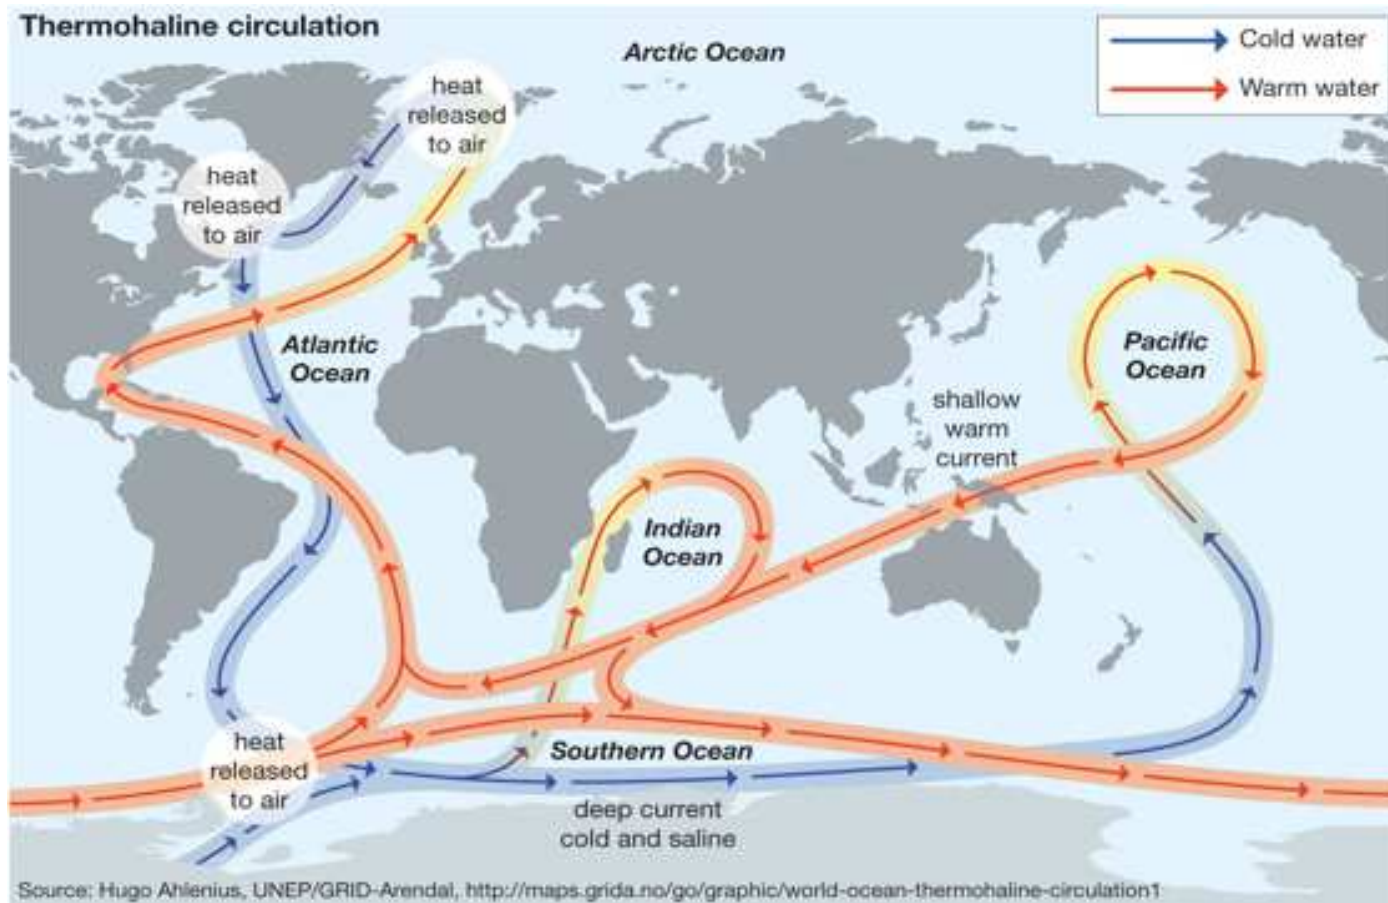 Thermohaline circulation
Arctic Ocean
Cold water
Warm water
heat
released
to air
heat
released
to air
Atlantic
Ocean
Pacific
Ocean
shallow
warm
current
Indian
Ocean
heat
released
to air
Southern Ocean
deep current
cold and saline
Source: Hugo Ahlenius, UNEP/GRID-Arendal, http://maps.grida.no/go/graphic/world-ocean-thermohaline-circulation1